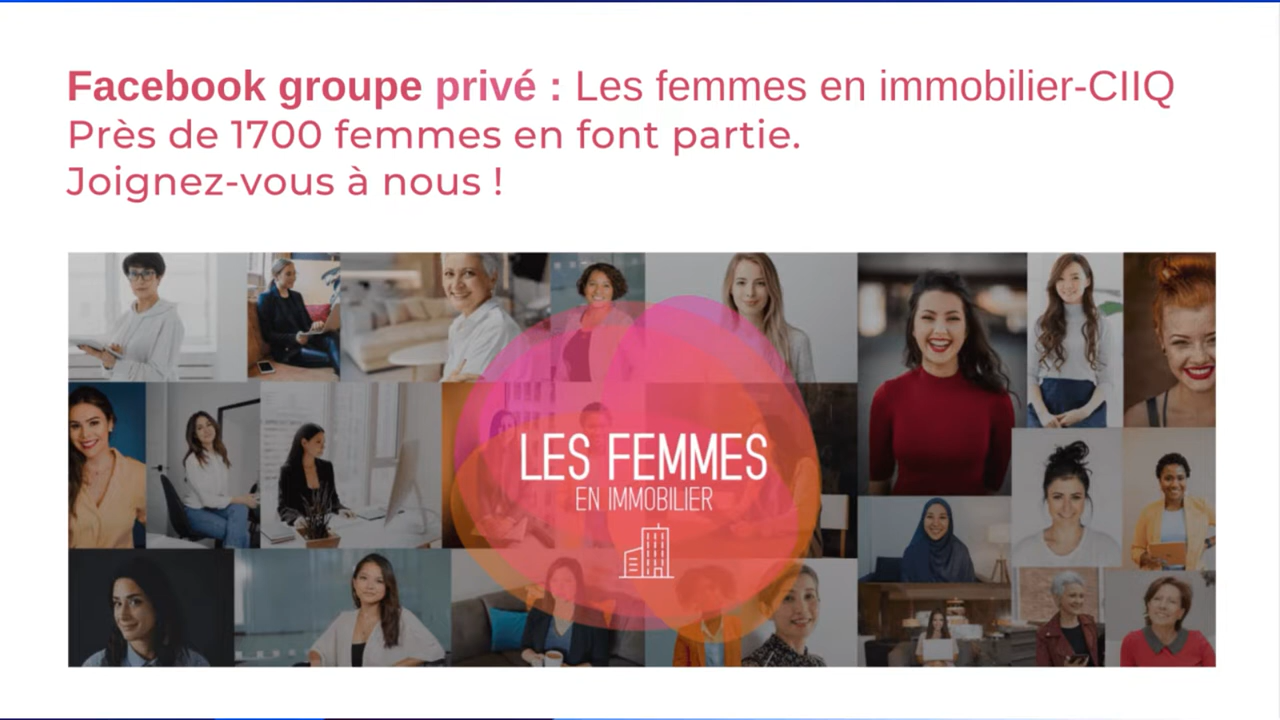 Facebook groupe privé : Les femmes en immobilier-CIIQ
Près de 1700 femmes en font partie.
Joignez-vous à nous !
LES FEMMES
EN IMMOBILIER